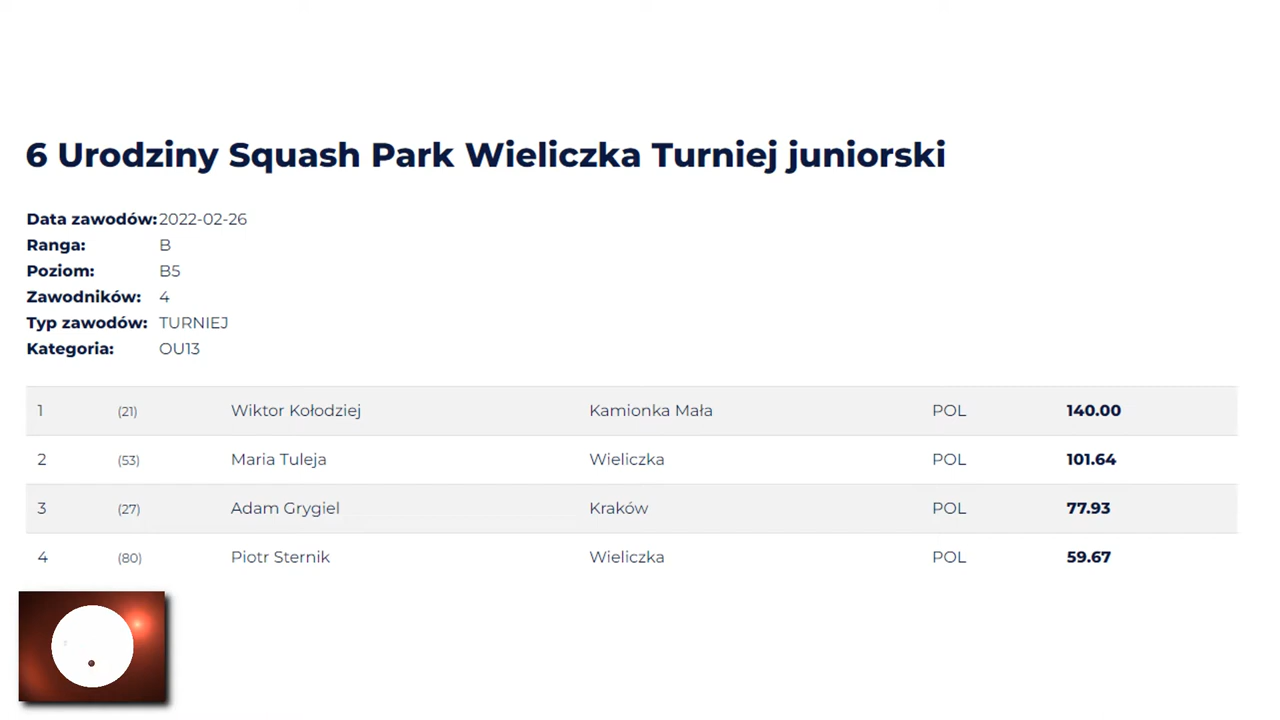 6 Urodziny Squash Park Wieliczka Turniej juniorski
Data zawodów: 2022-02-26
Ranga: B
Poziom: B5
Zawodników: 4
Typ zawodów: TURNIEJ
Kategoria: OU13
1 (21) Wiktor Kołodziej Kamionka Mała POL 140.00
2 (53) Maria Tuleja Wieliczka POL 101.64
3 (27) Adam Grygiel Kraków POL 77.93
4 (80) Piotr Sternik Wieliczka POL 59.67